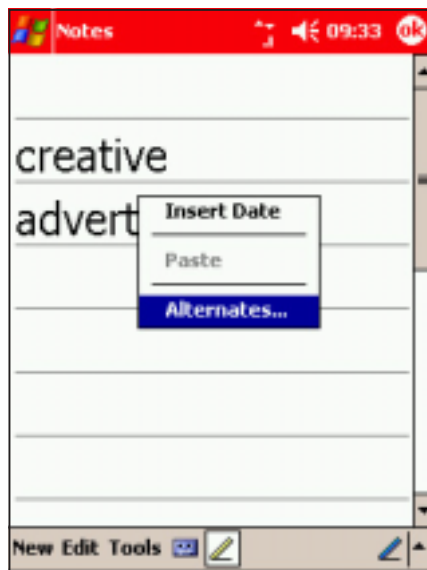 Notes 09:33 ok
creative
advert
Insert Date
Paste
Alternates...
New Edit Tools